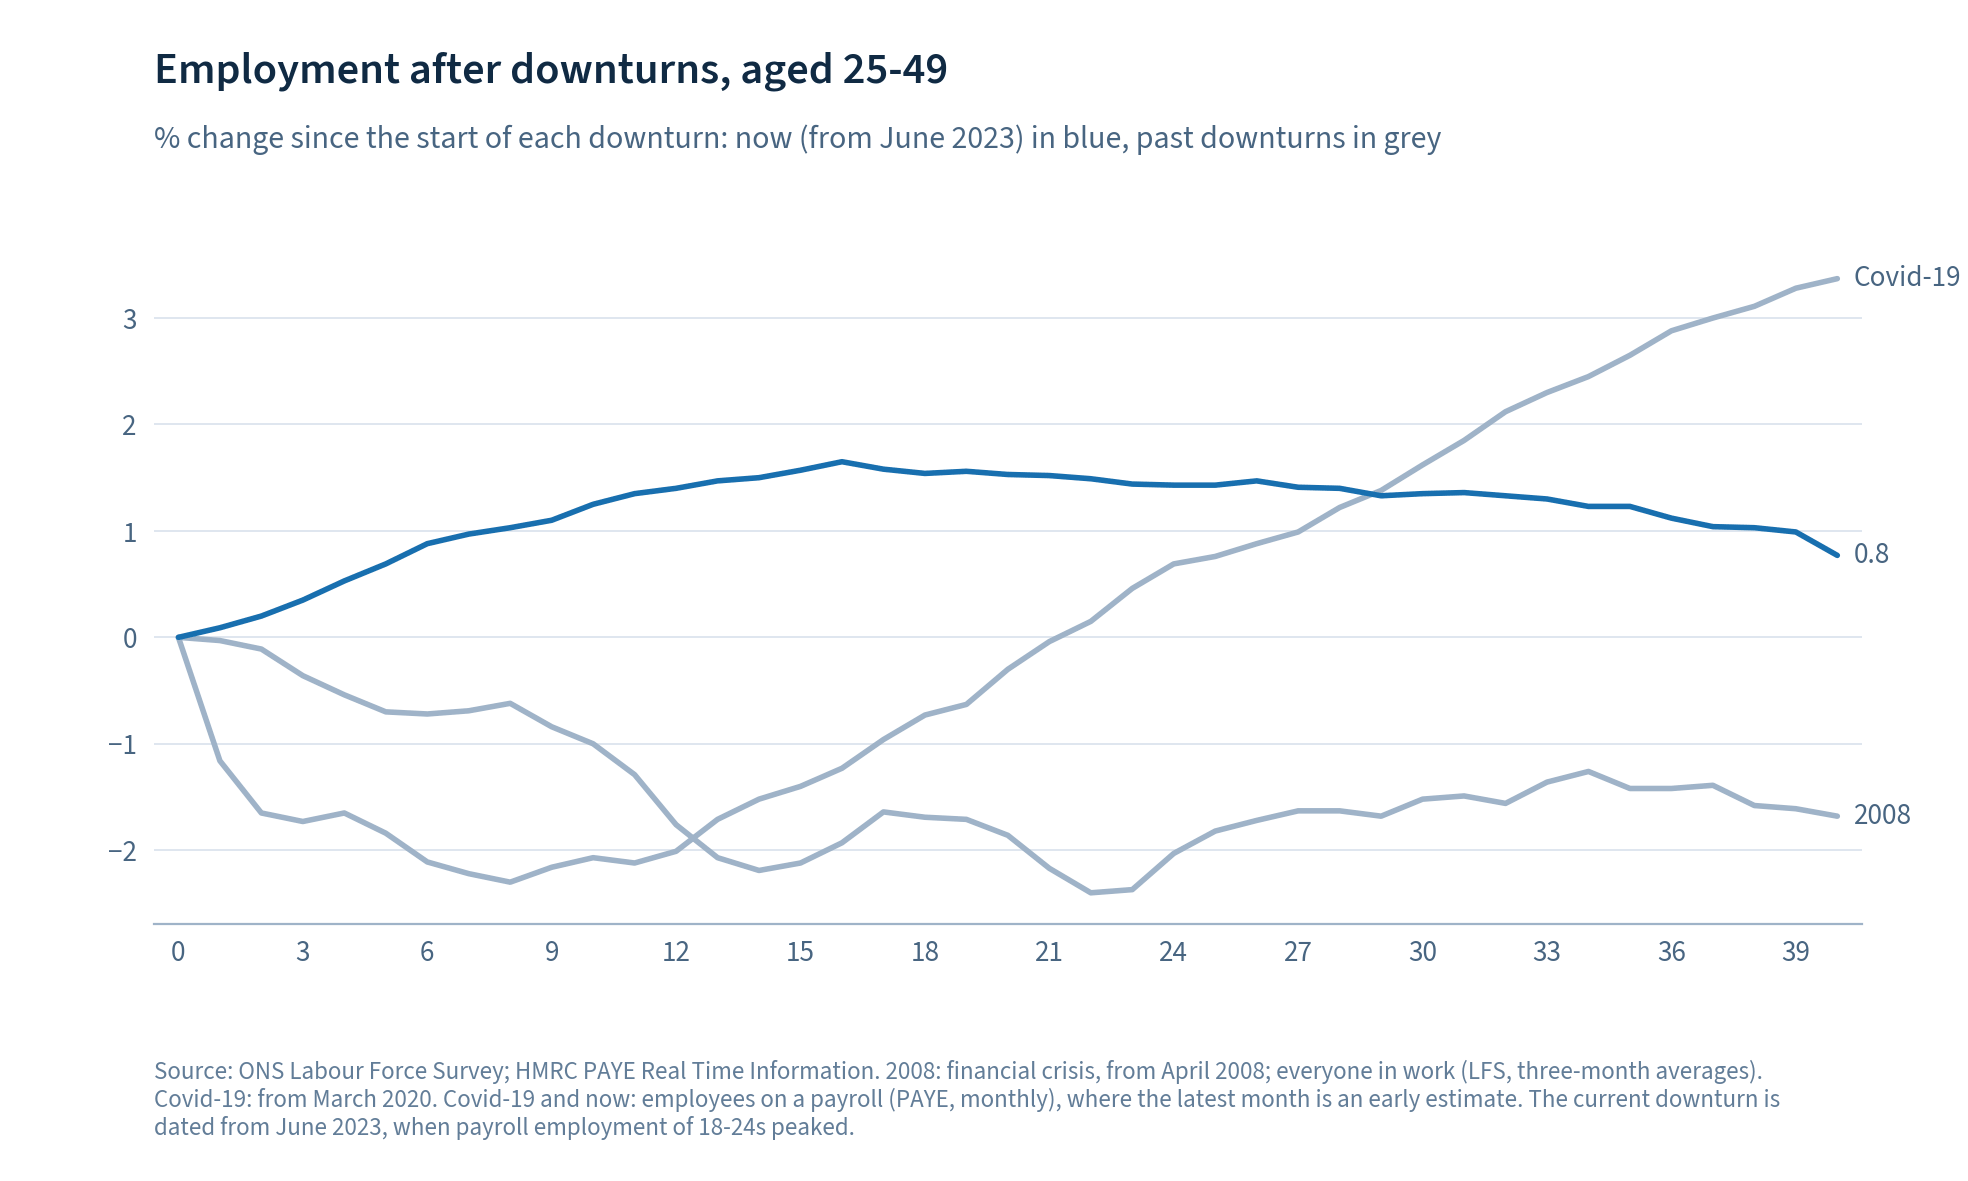 Employment after downturns, aged 25-49
% change since the start of each downturn: now (from June 2023) in blue, past downturns in grey
Covid-19
3
2
1
0.8
0
−1
2008
−2
0 3 6 9 12 15 18 21 24 27 30 33 36 39
Source: ONS Labour Force Survey; HMRC PAYE Real Time Information. 2008: financial crisis, from April 2008; everyone in work (LFS, three-month averages).
Covid-19: from March 2020. Covid-19 and now: employees on a payroll (PAYE, monthly), where the latest month is an early estimate. The current downturn is
dated from June 2023, when payroll employment of 18-24s peaked.